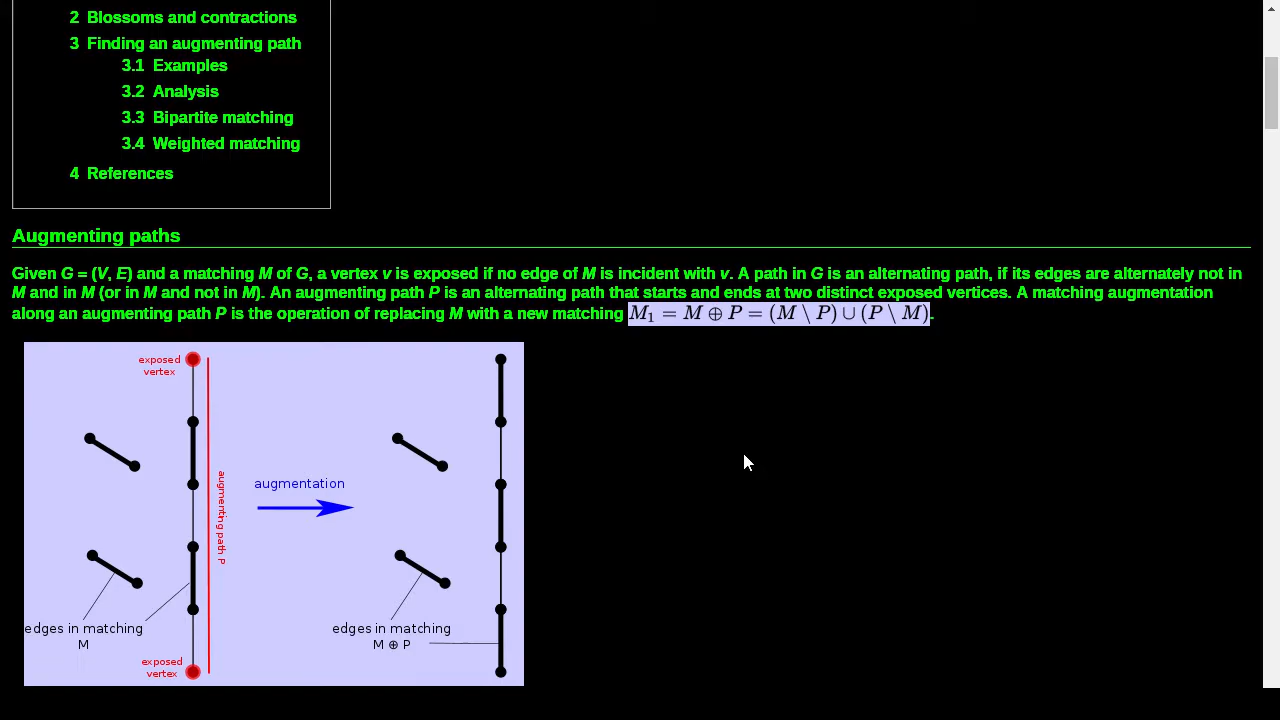 2 Blossoms and contractions
3 Finding an augmenting path
3.1 Examples
3.2 Analysis
3.3 Bipartite matching
3.4 Weighted matching
4 References
Augmenting paths
Given G = (V, E) and a matching M of G, a vertex v is exposed if no edge of M is incident with v. A path in G is an alternating path, if its edges are alternately not in
M and in M (or in M and not in M). An augmenting path P is an alternating path that starts and ends at two distinct exposed vertices. A matching augmentation
along an augmenting path P is the operation of replacing M with a new matching M₁ = M ⊕ P = (M \ P) ∪ (P \ M).
exposed
vertex
augmenting path P
augmentation
edges in matching
M
exposed
vertex
edges in matching
M ⊕ P